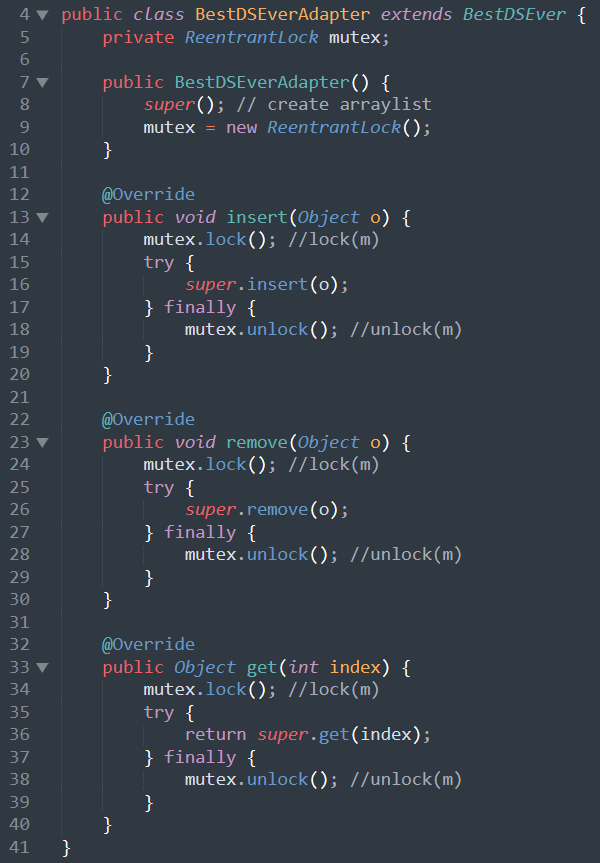 4 public class BestDSEverAdapter extends BestDSEver {
5     private ReentrantLock mutex;
6
7     public BestDSEverAdapter() {
8         super(); // create arraylist
9         mutex = new ReentrantLock();
10     }
11
12     @Override
13     public void insert(Object o) {
14         mutex.lock(); //lock(m)
15         try {
16             super.insert(o);
17         } finally {
18             mutex.unlock(); //unlock(m)
19         }
20     }
21
22     @Override
23     public void remove(Object o) {
24         mutex.lock(); //lock(m)
25         try {
26             super.remove(o);
27         } finally {
28             mutex.unlock(); //unlock(m)
29         }
30     }
31
32     @Override
33     public Object get(int index) {
34         mutex.lock(); //lock(m)
35         try {
36             return super.get(index);
37         } finally {
38             mutex.unlock(); //unlock(m)
39         }
40     }
41 }